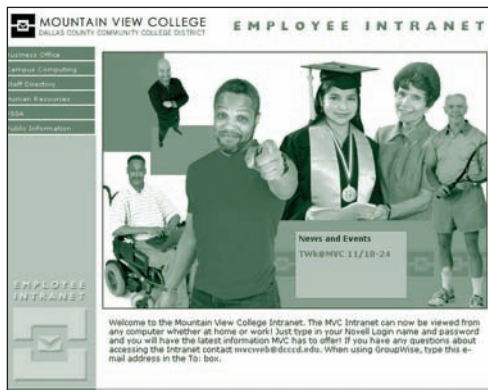 MOUNTAIN VIEW COLLEGE
DALLAS COUNTY COMMUNITY COLLEGE DISTRICT
EMPLOYEE INTRANET
Business Office
Campus Computing
Staff Directory
Human Resources
Public Information
News and Events
TWk@MVC 11/18-24
EMPLOYEE
INTRANET
Welcome to the Mountain View College Intranet. The MVC Intranet can now be viewed from
any computer whether at home or work! Just type in your Novell Login name and password
and you will have the latest information MVC has to offer! If you have any questions about
accessing the Intranet contact mvcweb@dcccd.edu. When using GroupWise, type this e-
mail address in the To: box.